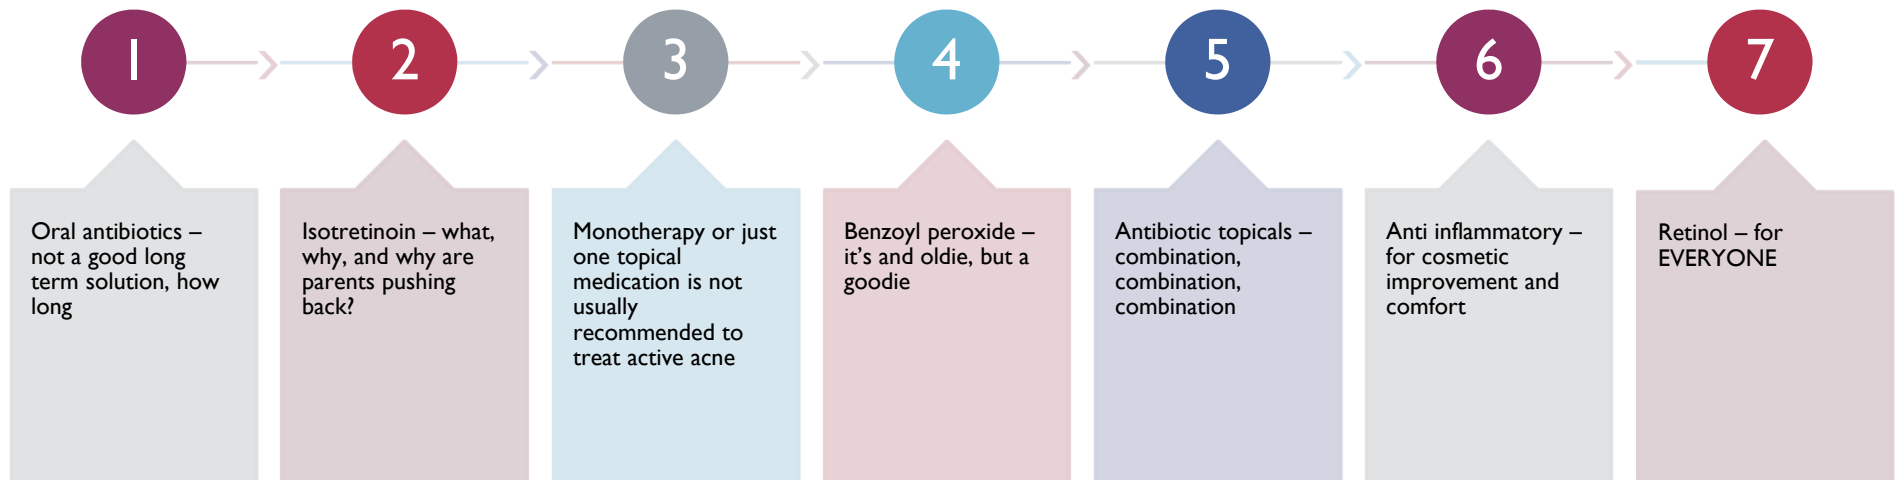 1
2
3
4
5
6
7
Oral antibiotics –
not a good long
term solution, how
long
Isotretinoin – what,
why, and why are
parents pushing
back?
Monotherapy or just
one topical
medication is not
usually
recommended to
treat active acne
Benzoyl peroxide –
it’s and oldie, but a
goodie
Antibiotic topicals –
combination,
combination,
combination
Anti inflammatory –
for cosmetic
improvement and
comfort
Retinol – for
EVERYONE